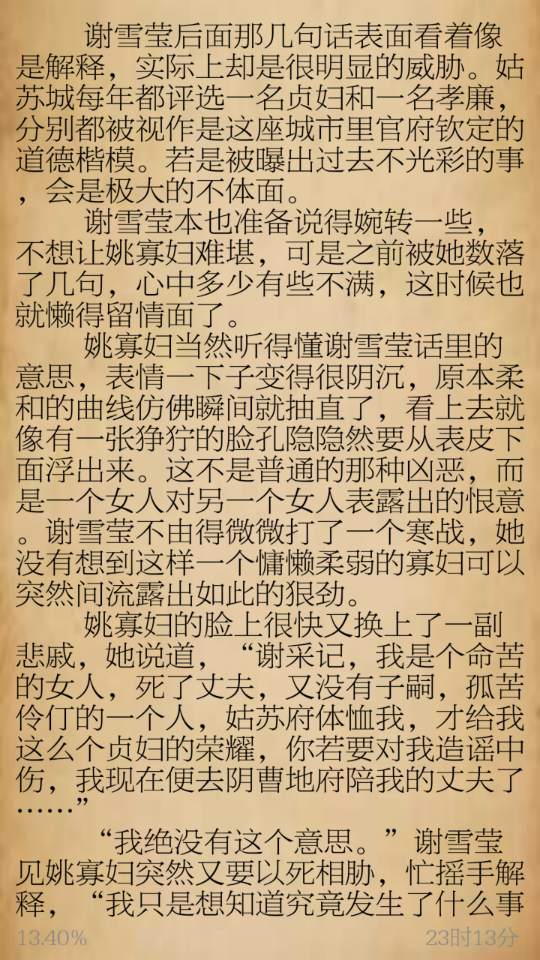 谢雪莹后面那几句话表面看着像
是解释，实际上却是很明显的威胁。姑
苏城每年都评选一名贞妇和一名孝廉，
分别都被视作是这座城市里官府钦定的
道德楷模。若是被曝出过去不光彩的事
，会是极大的不体面。
谢雪莹本也准备说得婉转一些，
不想让姚寡妇难堪，可是之前被她数落
了几句，心中多少有些不满，这时候也
就懒得留情面了。
姚寡妇当然听得懂谢雪莹话里的
意思，表情一下子变得很阴沉，原本柔
和的曲线仿佛瞬间就抽直了，看上去就
像有一张狰狞的脸孔隐隐然要从表皮下
面浮出来。这不是普通的那种凶恶，而
是一个女人对另一个女人表露出的恨意
。谢雪莹不由得微微打了一个寒战，她
没有想到这样一个慵懒柔弱的寡妇可以
突然间流露出如此的狠劲。
姚寡妇的脸上很快又换上了一副
悲戚，她说道，“谢采记，我是个命苦
的女人，死了丈夫，又没有子嗣，孤苦
伶仃的一个人，姑苏府体恤我，才给我
这么个贞妇的荣耀，你若要对我造谣中
伤，我现在便去阴曹地府陪我的丈夫了
……”
“我绝没有这个意思。”谢雪莹
见姚寡妇突然又要以死相胁，忙摇手解
释，“我只是想知道究竟发生了什么事
13.40%
23时13分